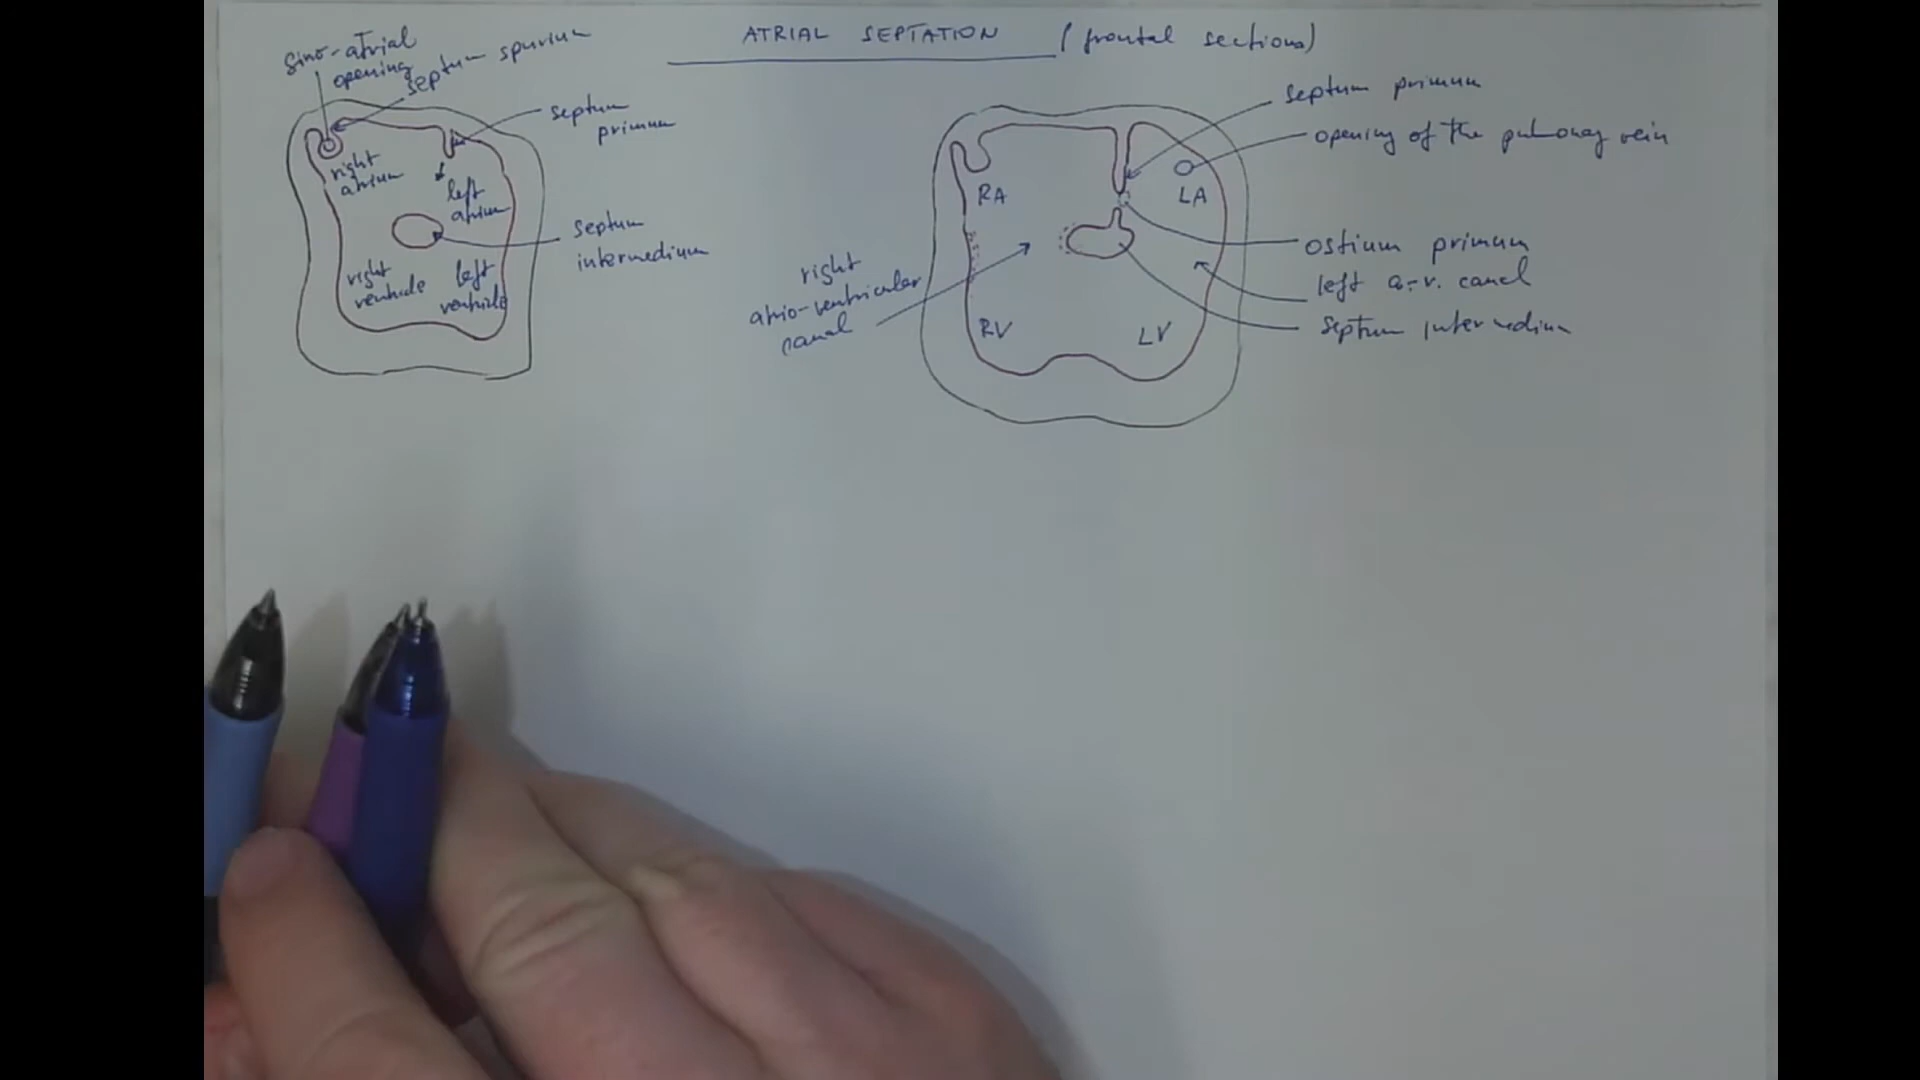 ATRIAL SEPTATION (frontal sections)
sino-atrial
opening
septum spurium
septum
primum
right
atrium
left
atrium
septum
intermedium
right
ventricle
left
ventricle
septum primum
opening of the pulmonary vein
RA
LA
ostium primum
left a-v. canal
septum intermedium
right
atrio-ventricular
canal
RV
LV